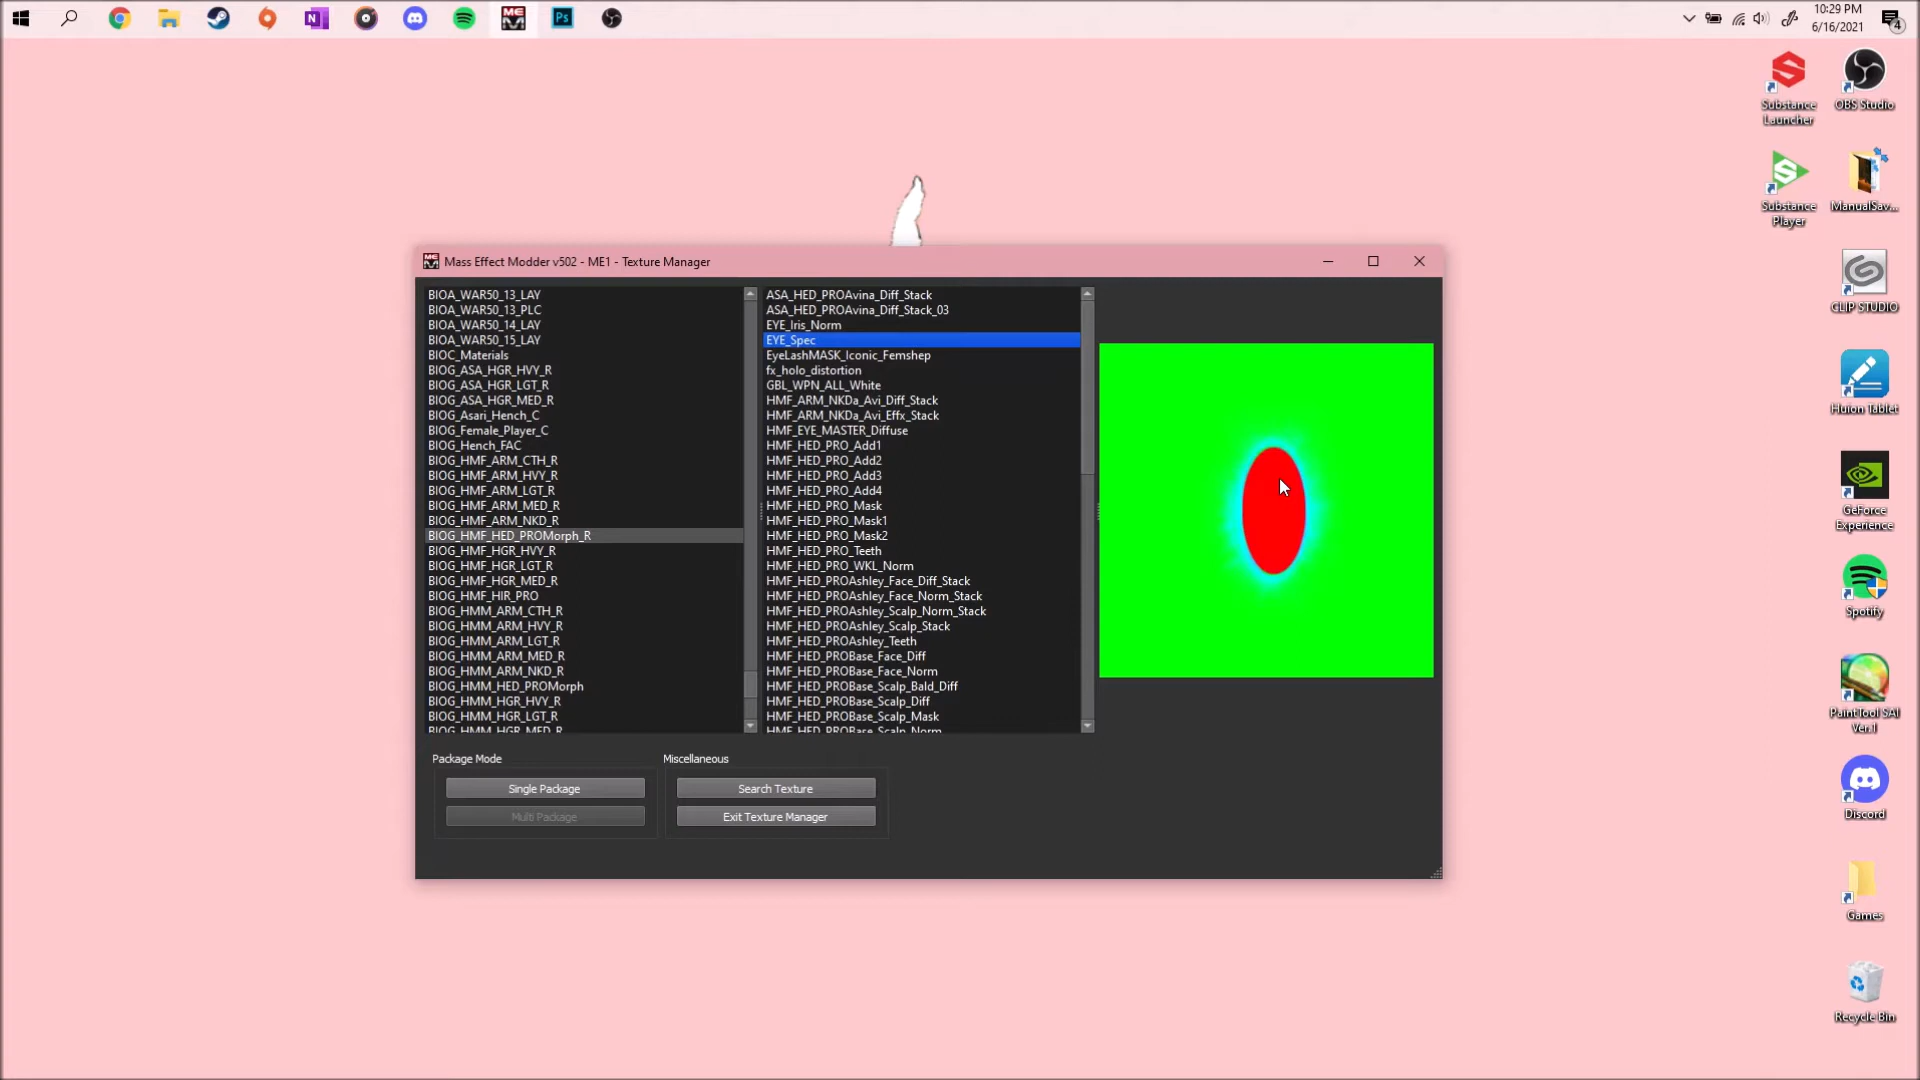 10:29 PM
6/16/2021
4
N
ME
Ps
Substance
Launcher
OBS Studio
Substance
Player
ManualSav...
CLIP STUDIO
Huion Tablet
GeForce
Experience
Spotify
PaintTool SAI
Ver.1
Discord
Games
Recycle Bin
Mass Effect Modder v502 - ME1 - Texture Manager
BIOA_WAR50_13_LAY
BIOA_WAR50_13_PLC
BIOA_WAR50_14_LAY
BIOA_WAR50_15_LAY
BIOC_Materials
BIOG_ASA_HGR_HVY_R
BIOG_ASA_HGR_LGT_R
BIOG_ASA_HGR_MED_R
BIOG_Asari_Hench_C
BIOG_Female_Player_C
BIOG_Hench_FAC
BIOG_HMF_ARM_CTH_R
BIOG_HMF_ARM_HVY_R
BIOG_HMF_ARM_LGT_R
BIOG_HMF_ARM_MED_R
BIOG_HMF_ARM_NKD_R
BIOG_HMF_HED_PROMorph_R
BIOG_HMF_HGR_HVY_R
BIOG_HMF_HGR_LGT_R
BIOG_HMF_HGR_MED_R
BIOG_HMF_HIR_PRO
BIOG_HMM_ARM_CTH_R
BIOG_HMM_ARM_HVY_R
BIOG_HMM_ARM_LGT_R
BIOG_HMM_ARM_MED_R
BIOG_HMM_ARM_NKD_R
BIOG_HMM_HED_PROMorph
BIOG_HMM_HGR_HVY_R
BIOG_HMM_HGR_LGT_R
BIOG_HMM_HGR_MED_R
ASA_HED_PROAvina_Diff_Stack
ASA_HED_PROAvina_Diff_Stack_03
EYE_Iris_Norm
EYE_Spec
EyeLashMASK_Iconic_Femshep
fx_holo_distortion
GBL_WPN_ALL_White
HMF_ARM_NKDa_Avi_Diff_Stack
HMF_ARM_NKDa_Avi_Effx_Stack
HMF_EYE_MASTER_Diffuse
HMF_HED_PRO_Add1
HMF_HED_PRO_Add2
HMF_HED_PRO_Add3
HMF_HED_PRO_Add4
HMF_HED_PRO_Mask
HMF_HED_PRO_Mask1
HMF_HED_PRO_Mask2
HMF_HED_PRO_Teeth
HMF_HED_PRO_WKL_Norm
HMF_HED_PROAshley_Face_Diff_Stack
HMF_HED_PROAshley_Face_Norm_Stack
HMF_HED_PROAshley_Scalp_Norm_Stack
HMF_HED_PROAshley_Scalp_Stack
HMF_HED_PROAshley_Teeth
HMF_HED_PROBase_Face_Diff
HMF_HED_PROBase_Face_Norm
HMF_HED_PROBase_Scalp_Bald_Diff
HMF_HED_PROBase_Scalp_Diff
HMF_HED_PROBase_Scalp_Mask
HMF_HED_PROBase_Scalp_Norm
Package Mode
Single Package
Multi Package
Miscellaneous
Search Texture
Exit Texture Manager